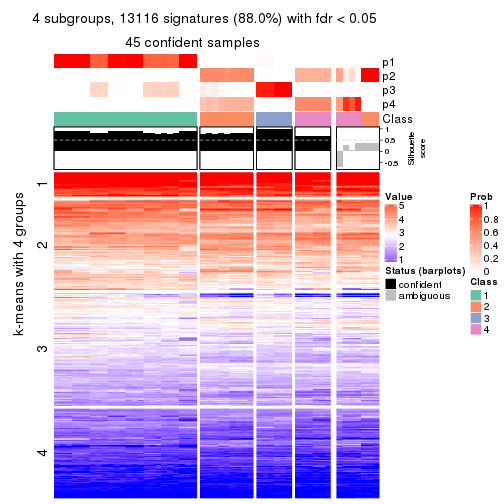 4 subgroups, 13116 signatures (88.0%) with fdr < 0.05
45 confident samples
p1
p2
p3
p4
Class
1
0.5
0
-0.5
Silhouette
score
k-means with 4 groups
1
2
3
4
Value
5
4
3
2
1
Prob
1
0.8
0.6
0.4
0.2
0
Status (barplots)
confident
ambiguous
Class
1
2
3
4